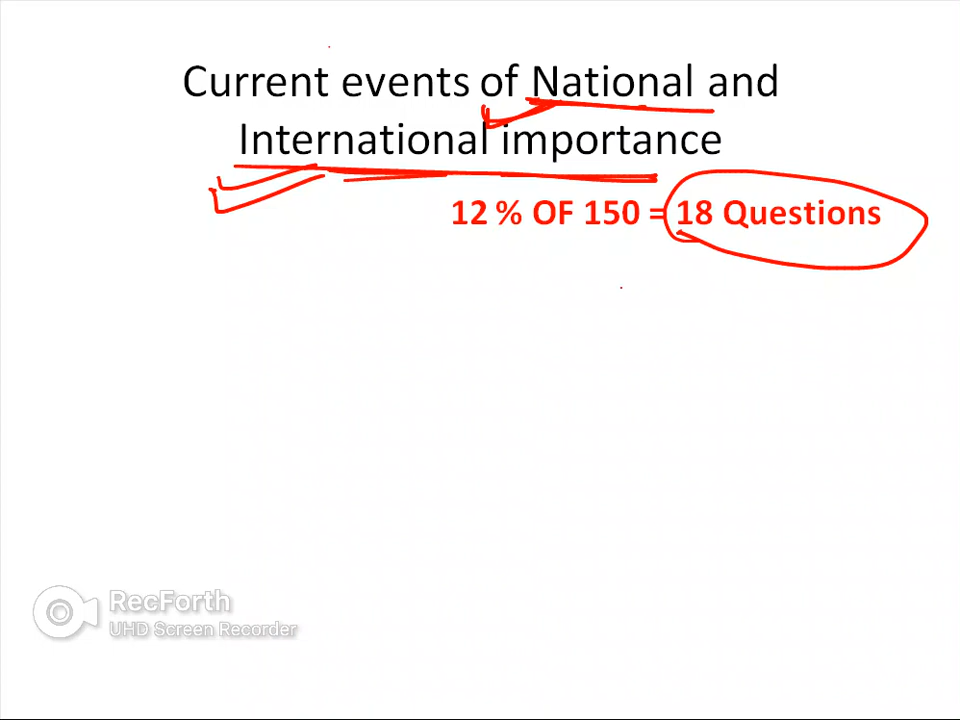 Current events of National and
International importance
12 % OF 150 = 18 Questions
RecForth
UHD Screen Recorder